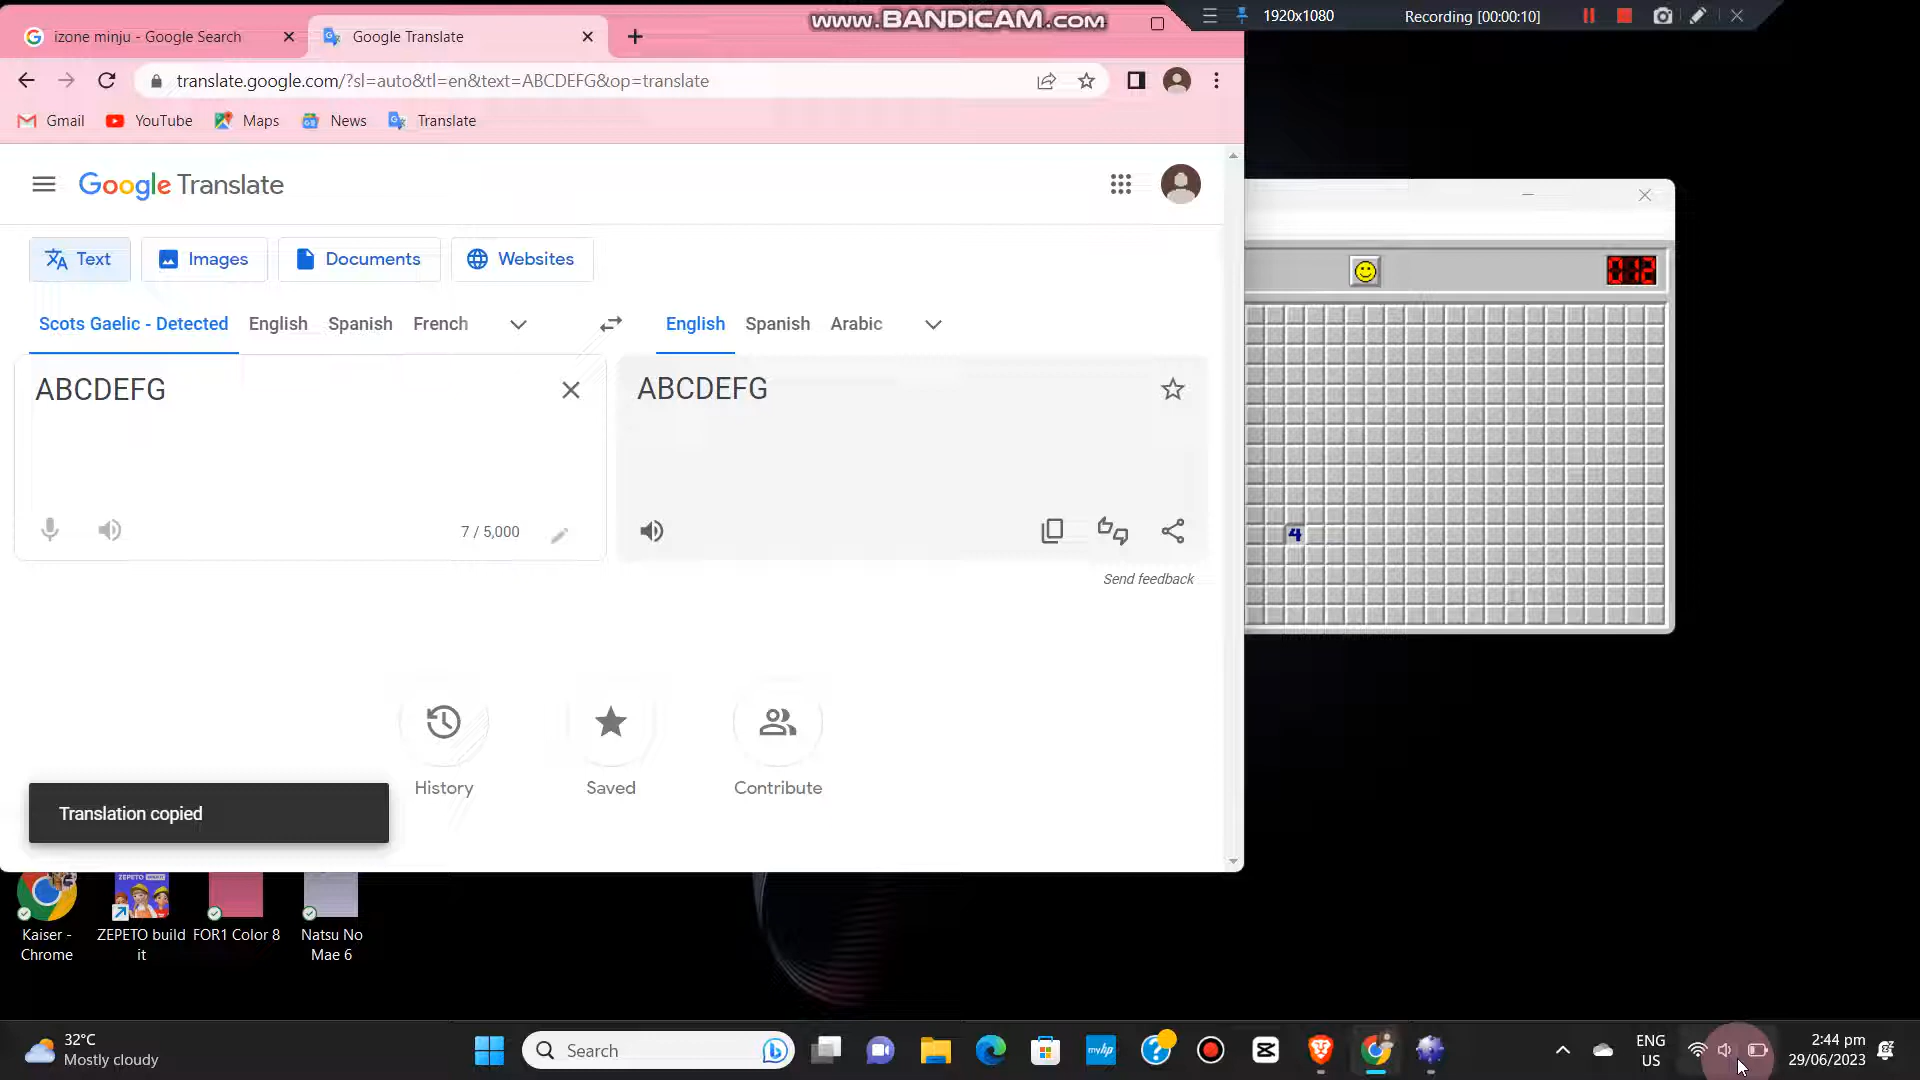 www.BANDICAM.com
1920x1080
Recording [00:00:10]
izone minju - Google Search
Google Translate
translate.google.com/?sl=auto&tl=en&text=ABCDEFG&op=translate
Gmail
YouTube
Maps
News
Translate
Google Translate
Text
Images
Documents
Websites
012
Scots Gaelic - Detected
English
Spanish
French
English
Spanish
Arabic
ABCDEFG
ABCDEFG
7 / 5,000
4
Send feedback
History
Saved
Contribute
Translation copied
ZEPETO
Kaiser -
Chrome
ZEPETO build
it
FOR1 Color 8
Natsu No
Mae 6
32°C
Mostly cloudy
Search
myhp
ENG
US
2:44 pm
29/06/2023